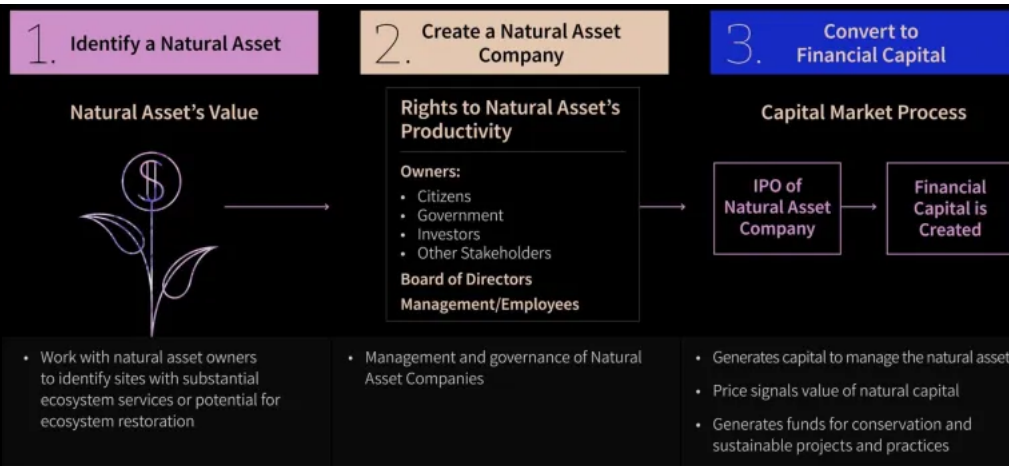 1. Identify a Natural Asset
Natural Asset's Value
$
• Work with natural asset owners
to identify sites with substantial
ecosystem services or potential for
ecosystem restoration
2. Create a Natural Asset
Company
Rights to Natural Asset's
Productivity
Owners:
• Citizens
• Government
• Investors
• Other Stakeholders
Board of Directors
Management/Employees
• Management and governance of Natural
Asset Companies
3. Convert to
Financial Capital
Capital Market Process
IPO of
Natural Asset
Company
Financial
Capital is
Created
• Generates capital to manage the natural asset
• Price signals value of natural capital
• Generates funds for conservation and
sustainable projects and practices